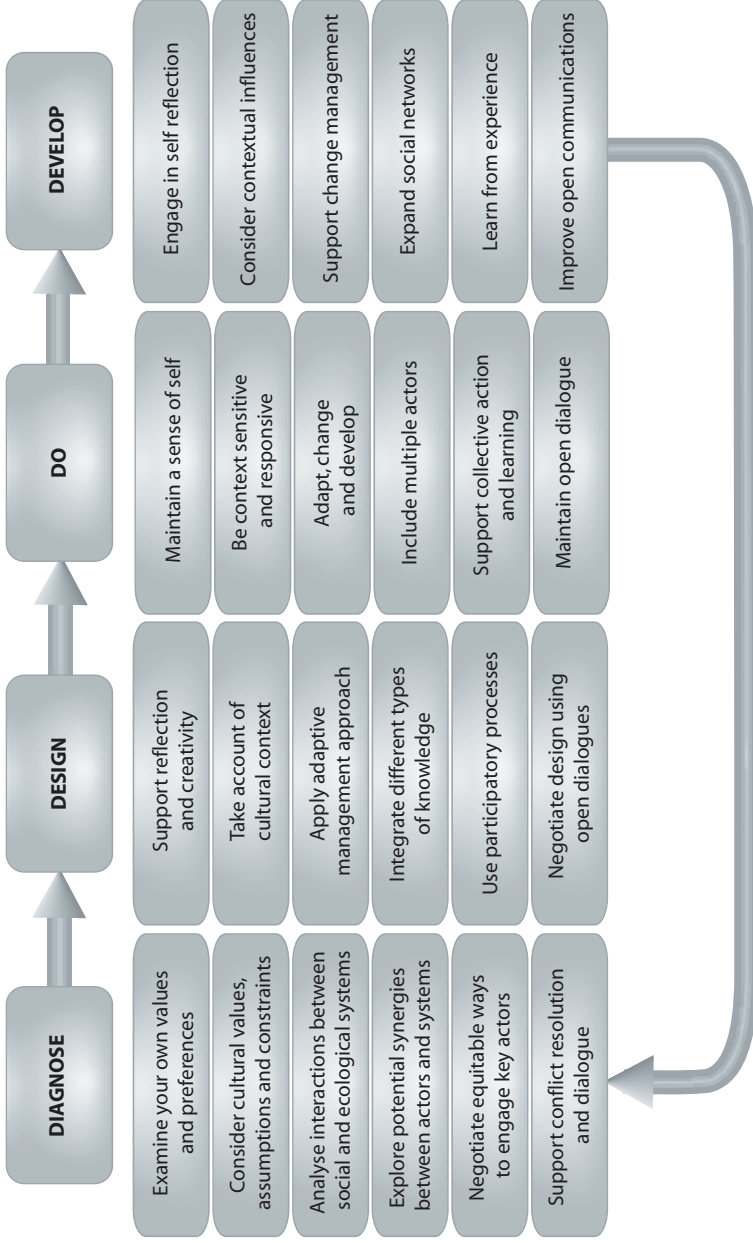 DIAGNOSE
Examine your own values
and preferences
Consider cultural values,
assumptions and constraints
Analyse interactions between
social and ecological systems
Explore potential synergies
between actors and systems
Negotiate equitable ways
to engage key actors
Support conflict resolution
and dialogue
DESIGN
Support reflection
and creativity
Take account of
cultural context
Apply adaptive
management approach
Integrate different types
of knowledge
Use participatory processes
Negotiate design using
open dialogues
DO
Maintain a sense of self
Be context sensitive
and responsive
Adapt, change
and develop
Include multiple actors
Support collective action
and learning
Maintain open dialogue
DEVELOP
Engage in self reflection
Consider contextual influences
Support change management
Expand social networks
Learn from experience
Improve open communications